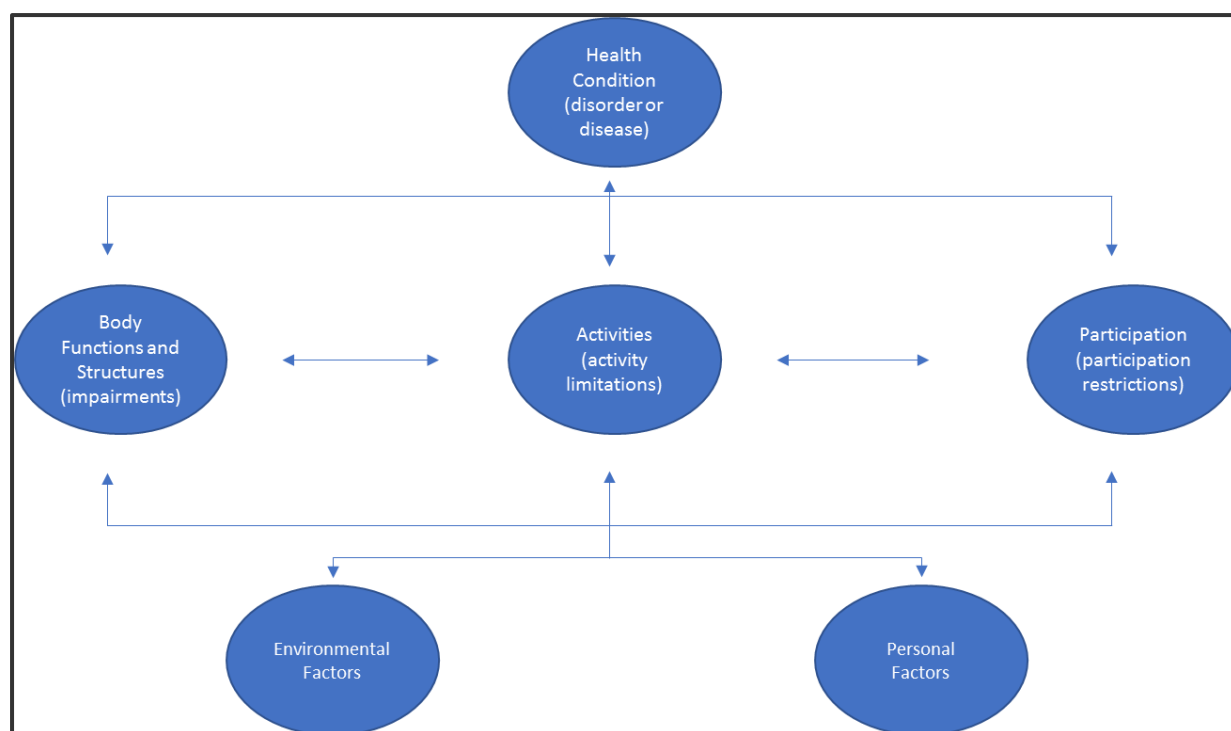 Health
Condition
(disorder or
disease)
Body
Functions and
Structures
(impairments)
Activities
(activity
limitations)
Participation
(participation
restrictions)
Environmental
Factors
Personal
Factors